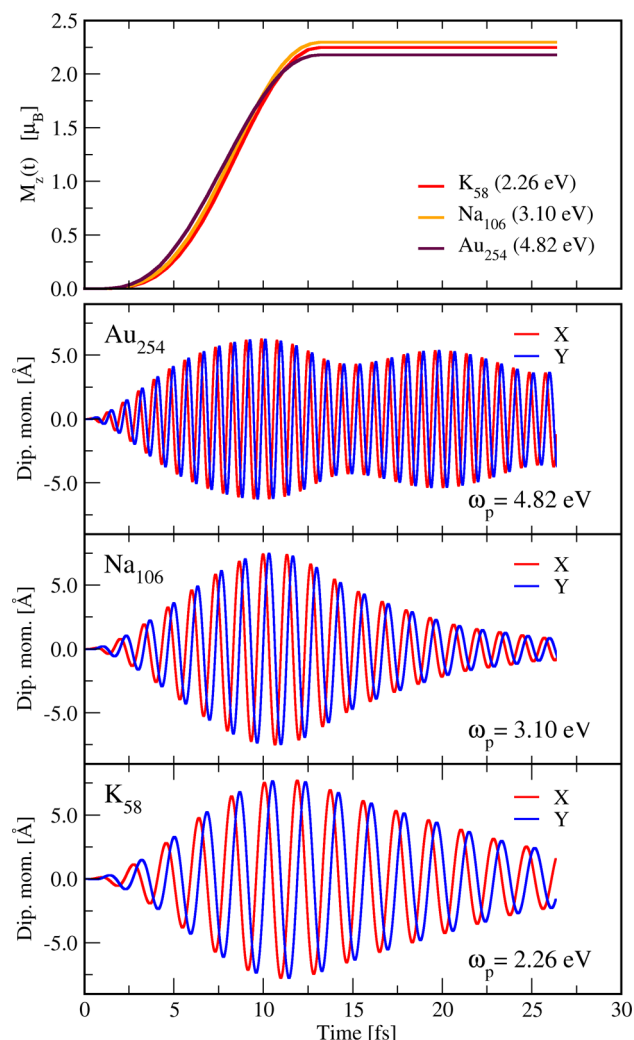 2.5
2.0
1.5
1.0
0.5
0.0
M_z(t) [μ_B]
K_58 (2.26 eV)
Na_106 (3.10 eV)
Au_254 (4.82 eV)
Au_254
X
Y
5.0
0.0
-5.0
Dip. mom. [Å]
ω_p = 4.82 eV
Na_106
X
Y
5.0
0.0
-5.0
Dip. mom. [Å]
ω_p = 3.10 eV
K_58
X
Y
5.0
0.0
-5.0
Dip. mom. [Å]
ω_p = 2.26 eV
0 5 10 15 20 25 30
Time [fs]